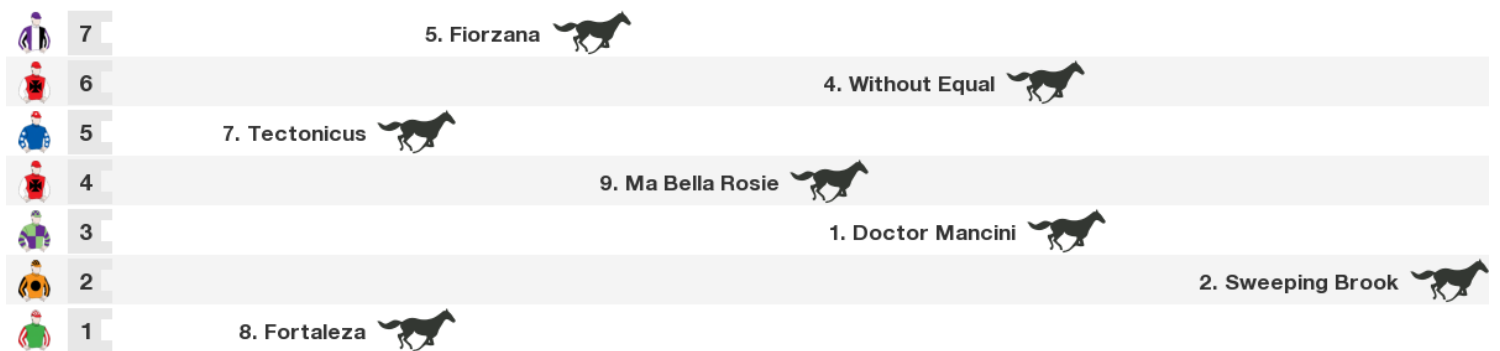 7 5. Fiorzana
6 4. Without Equal
5 7. Tectonicus
4 9. Ma Bella Rosie
3 1. Doctor Mancini
2 2. Sweeping Brook
1 8. Fortaleza